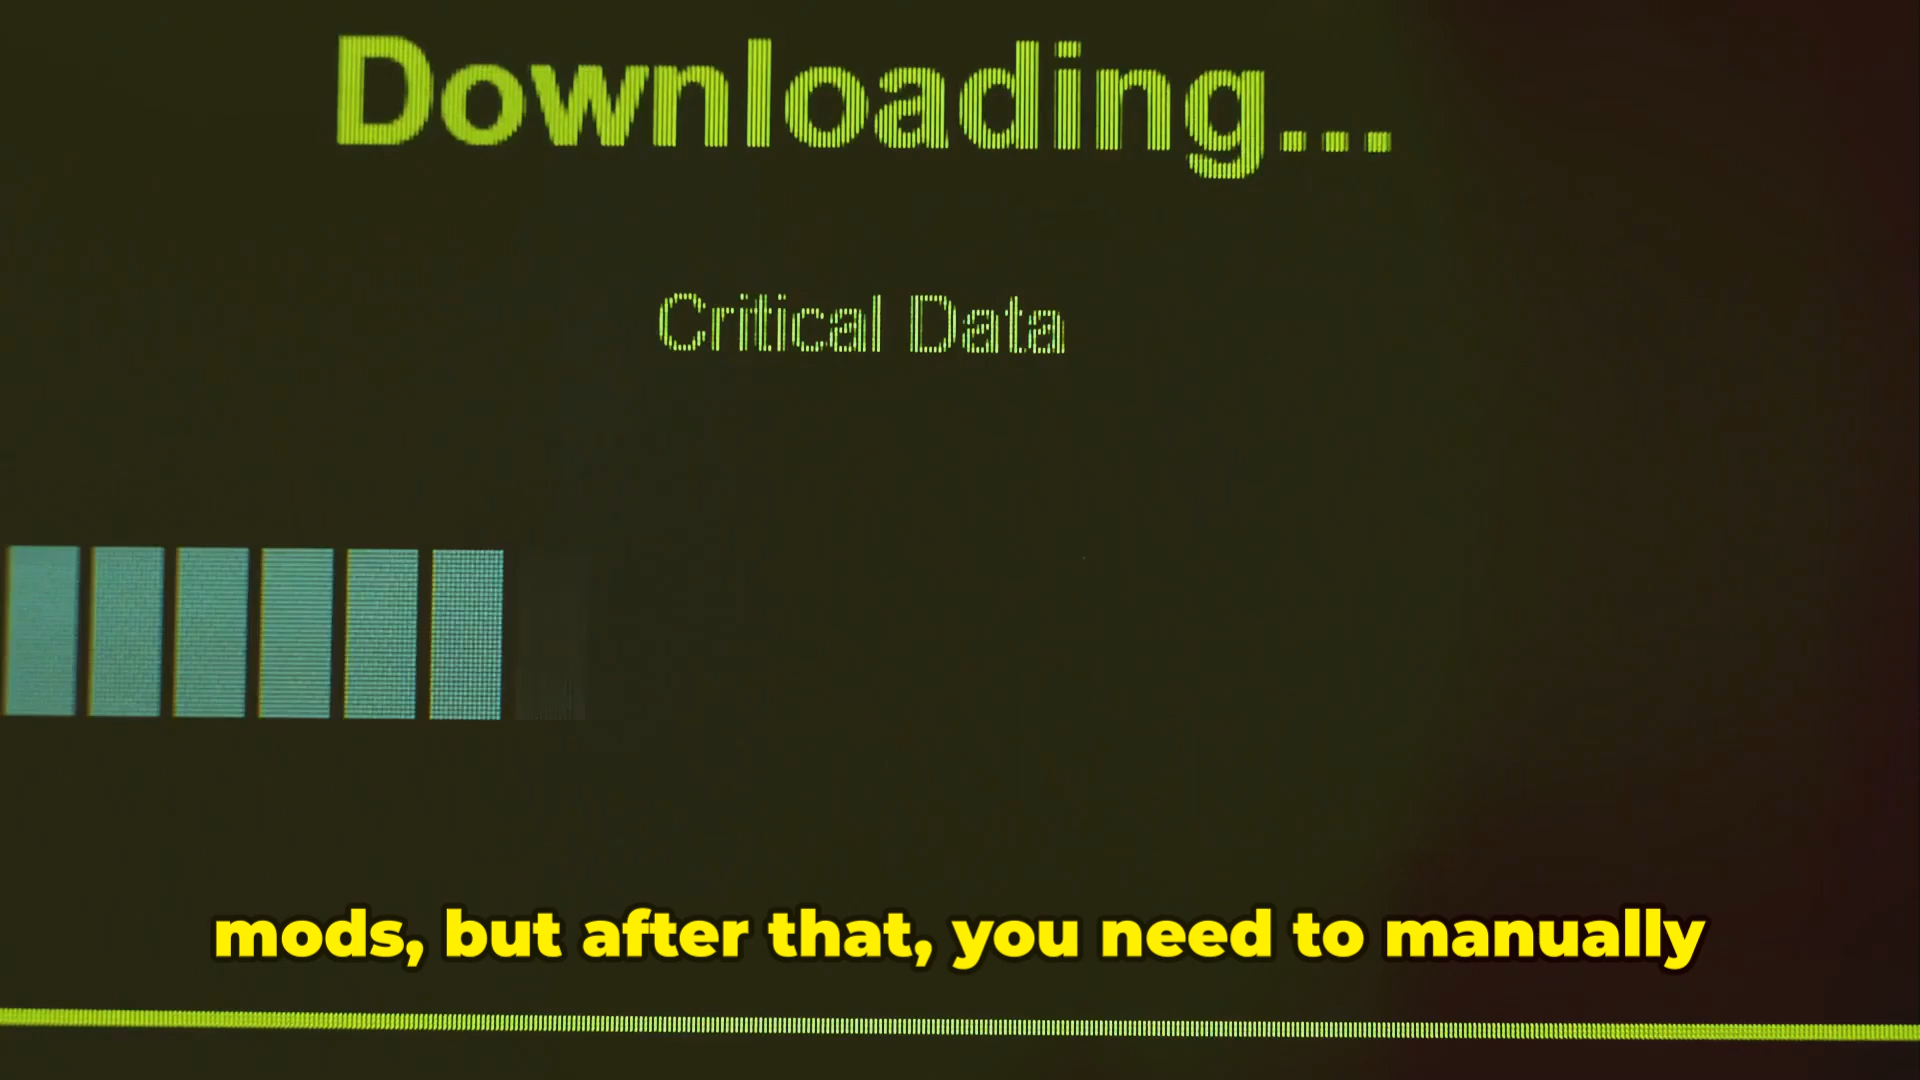 Downloading...
Critical Data
mods, but after that, you need to manually